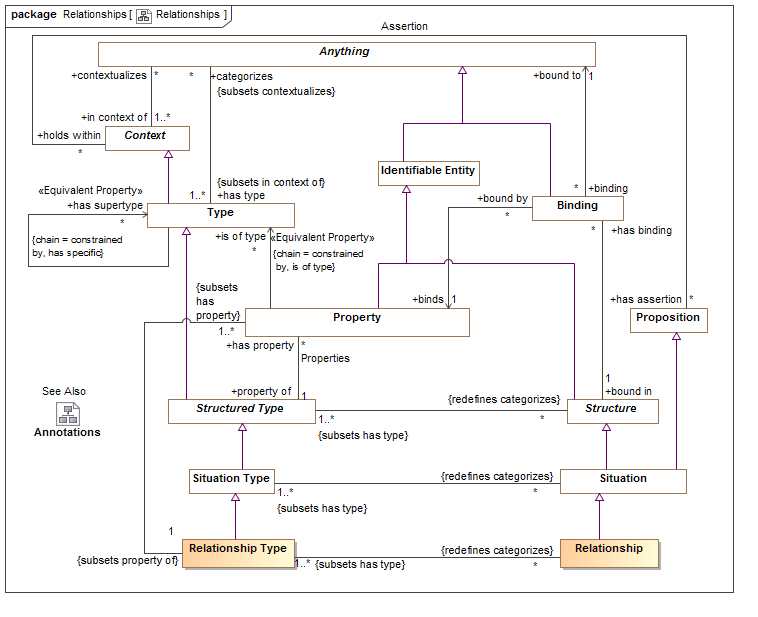 package Relationships [ Relationships ]
Assertion
Anything
+contextualizes * * +categorizes +bound to 1
{subsets contextualizes}
+in context of 1..*
+holds within Context
*
Identifiable Entity
{subsets in context of}
«Equivalent Property» 1..* +has type * +binding
+has supertype +bound by Binding
* Type * * +has binding
+is of type «Equivalent Property»
{chain = constrained * {chain = constrained
by, has specific} by, is of type}
{subsets
has
property} +binds 1 +has assertion *
1..* Property Proposition
+has property *
Properties
See Also +property of 1 1 +bound in
{redefines categorizes}
Structured Type Structure
1..* *
Annotations {subsets has type}
Situation Type {redefines categorizes} Situation
1..* *
{subsets has type}
1
Relationship Type {redefines categorizes} Relationship
{subsets property of} 1..* {subsets has type} *